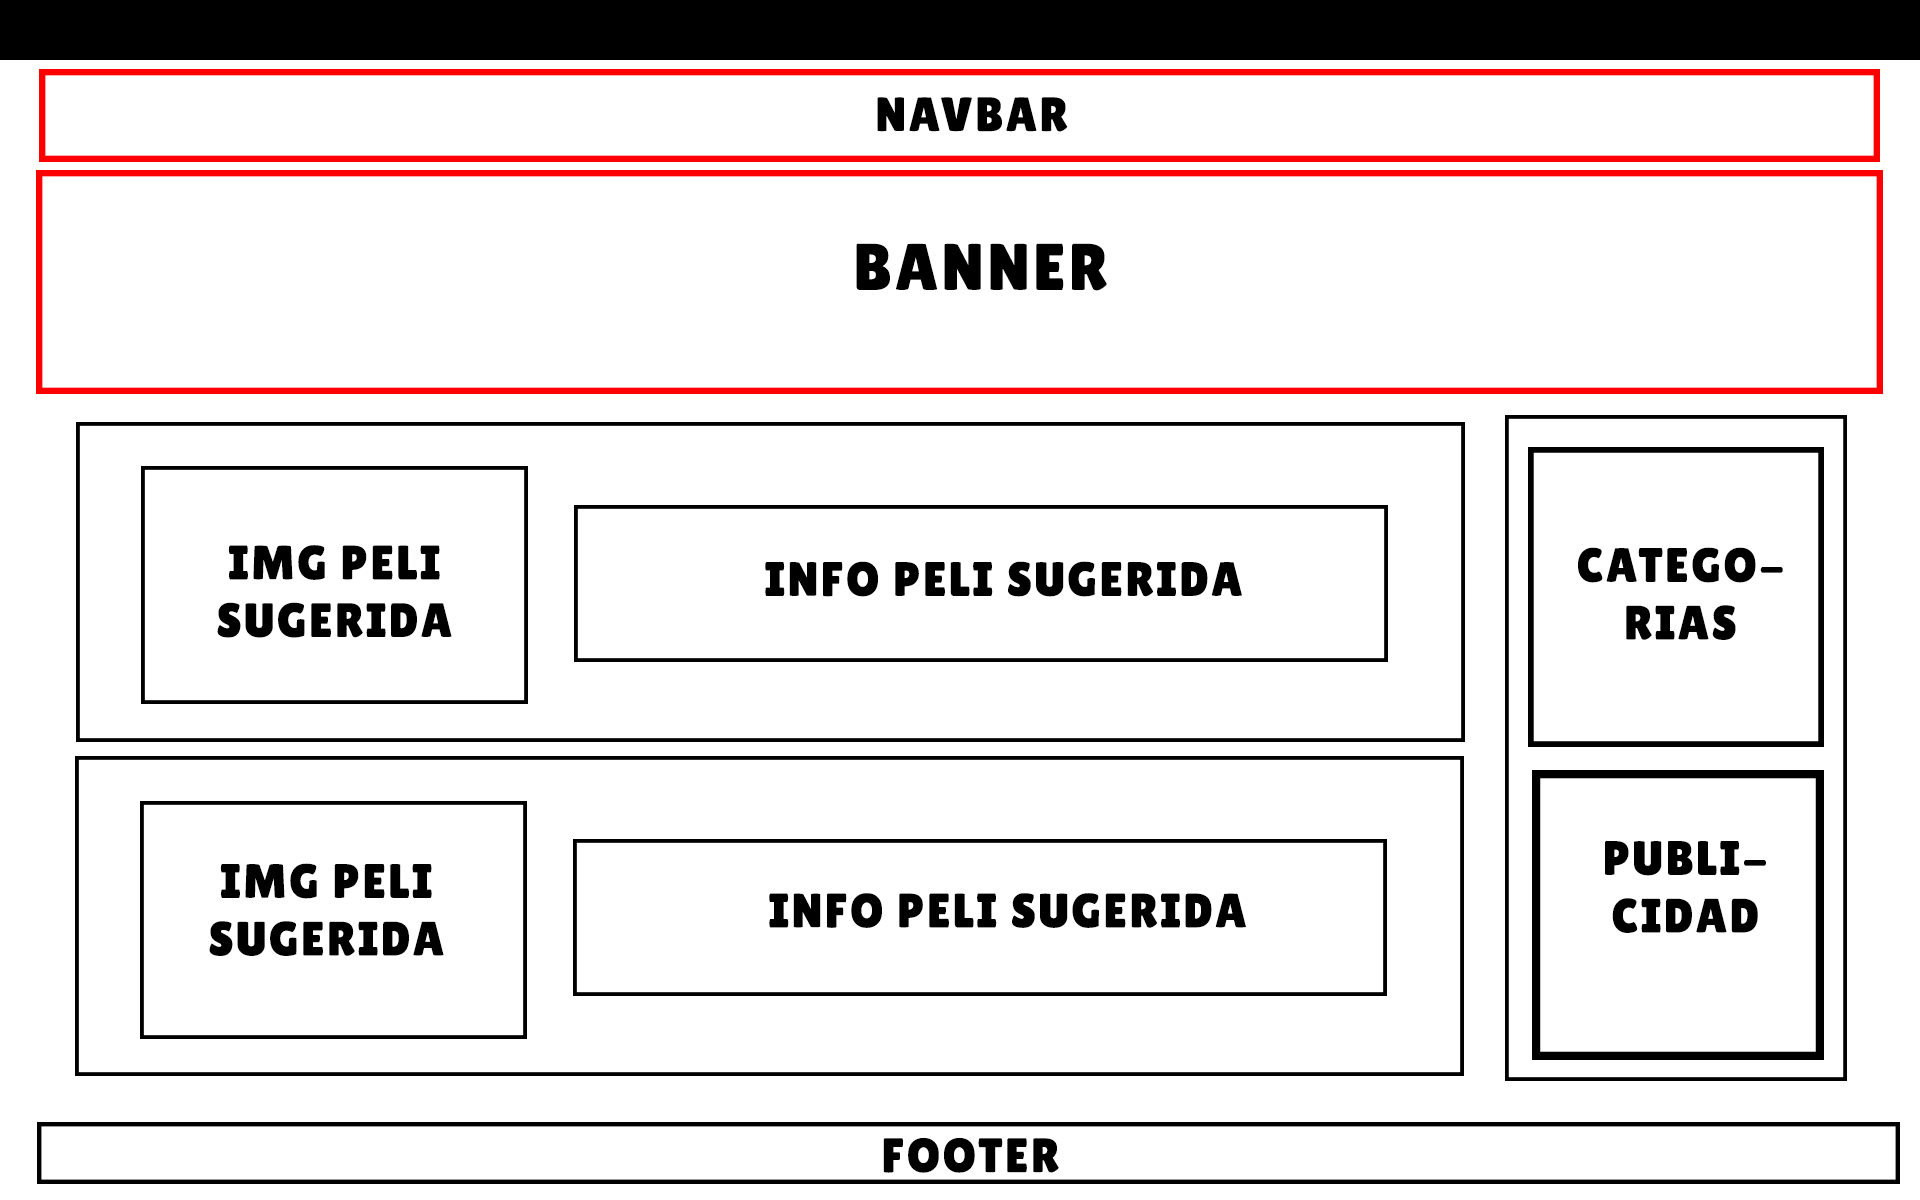 NAVBAR
BANNER
IMG PELI
SUGERIDA
INFO PELI SUGERIDA
CATEGO-
RIAS
IMG PELI
SUGERIDA
INFO PELI SUGERIDA
PUBLI-
CIDAD
FOOTER